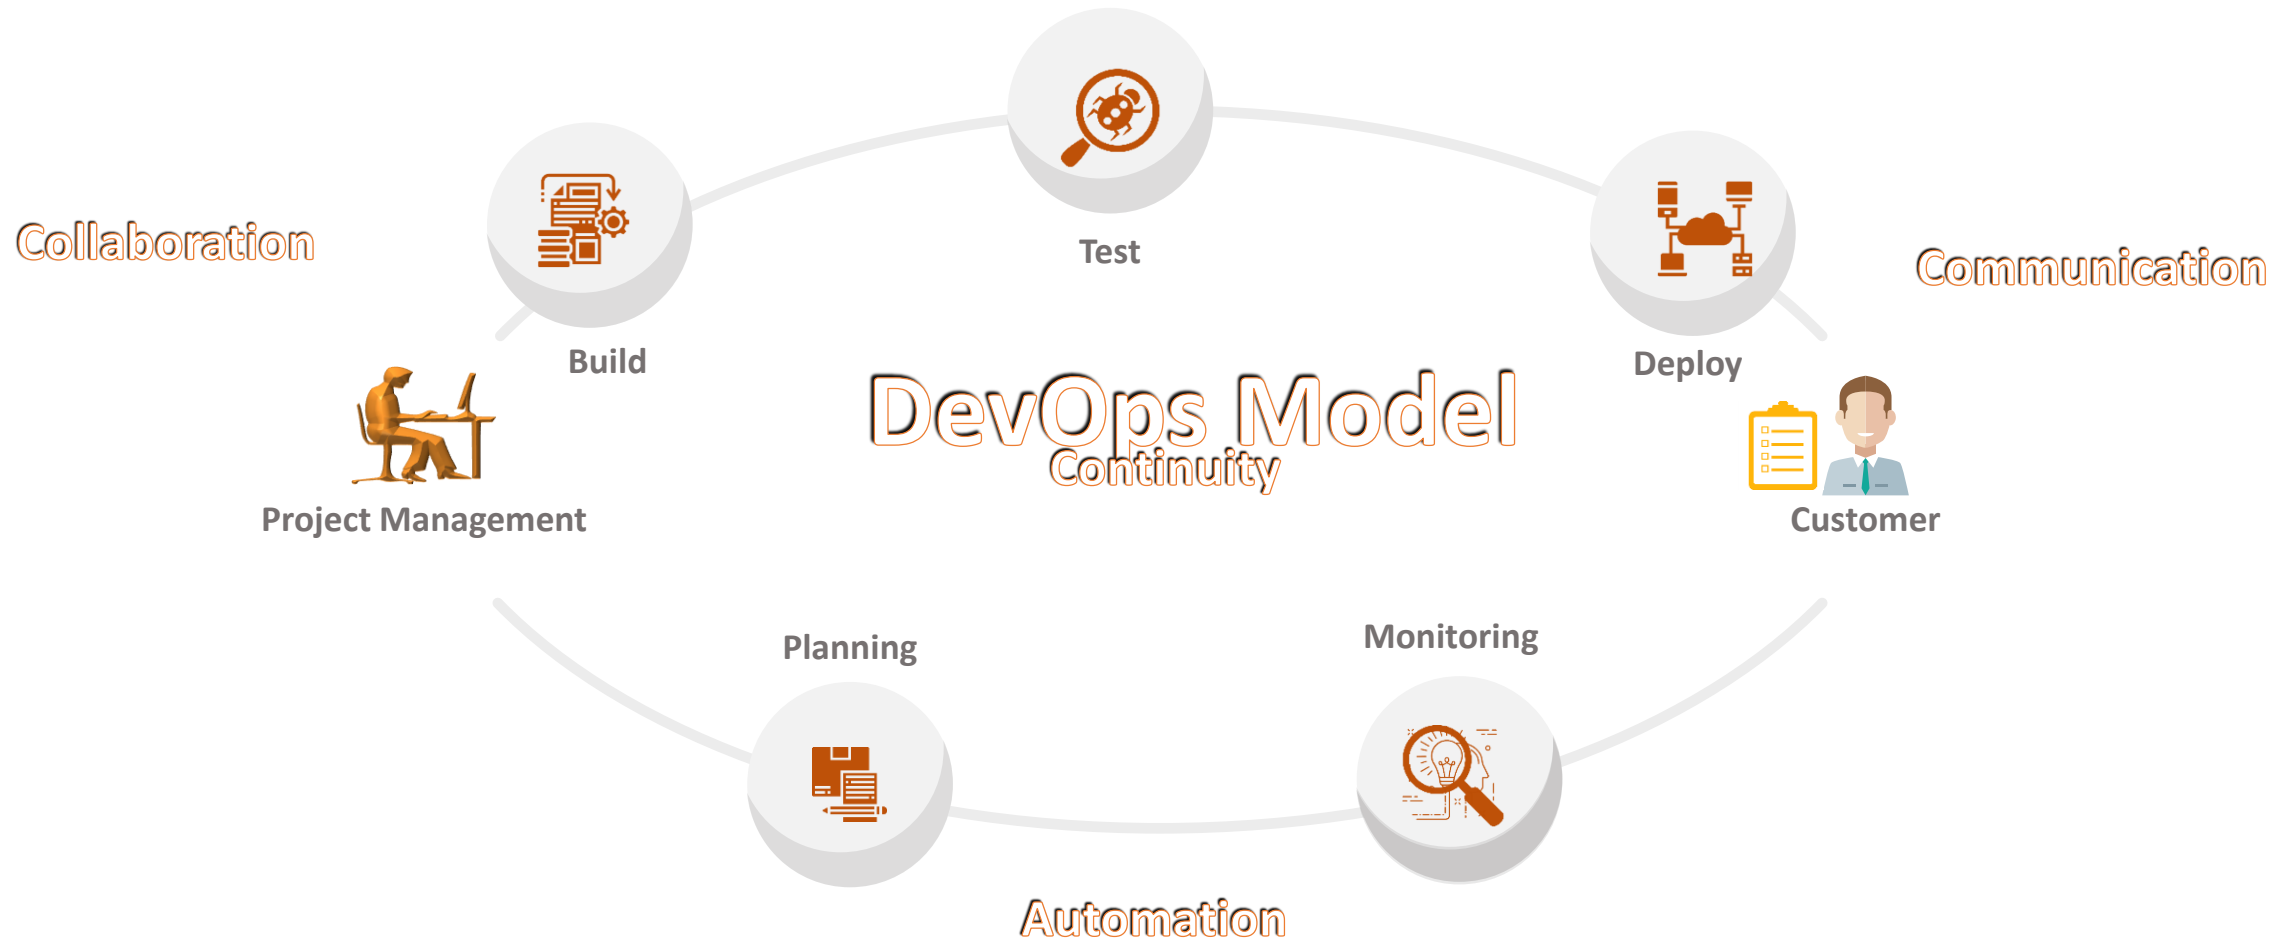 Test
Collaboration
Communication
Build
Deploy
DevOps Model
Continuity
Project Management
Customer
Planning
Monitoring
Automation